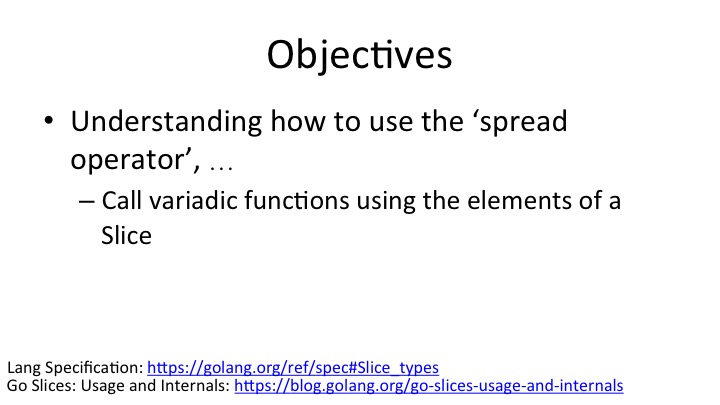 Objectives
• Understanding how to use the ‘spread
operator’, …
– Call variadic functions using the elements of a
Slice
Lang Specification: https://golang.org/ref/spec#Slice_types
Go Slices: Usage and Internals: https://blog.golang.org/go-slices-usage-and-internals